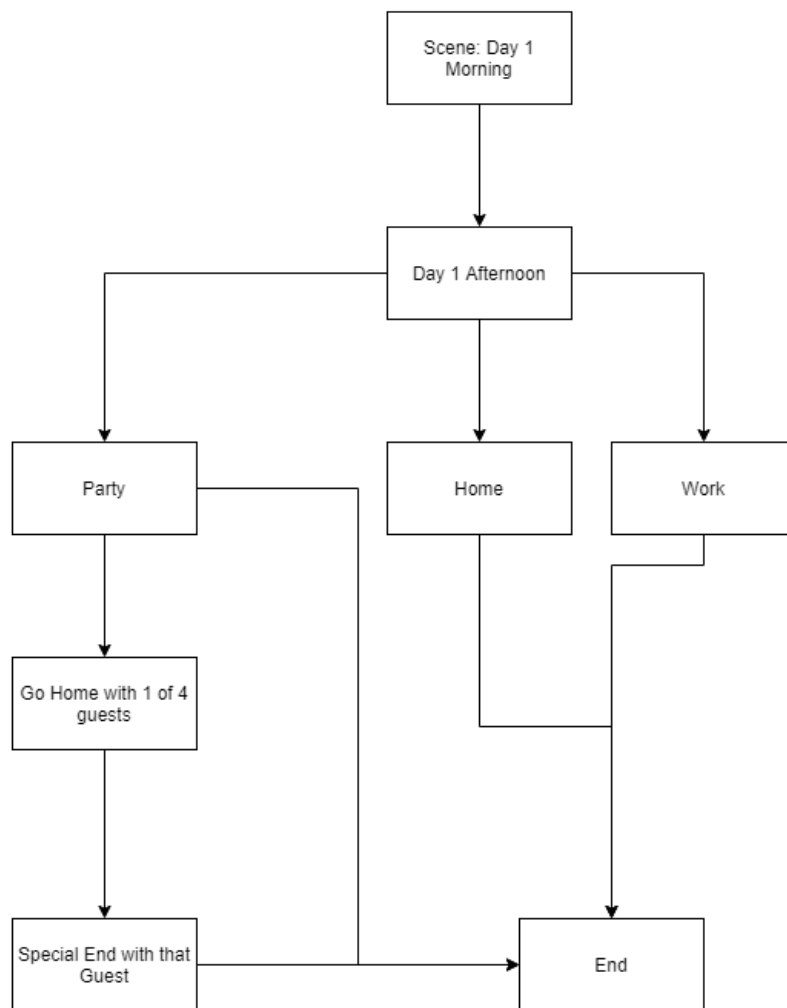 Scene: Day 1
Morning
Day 1 Afternoon
Party
Home
Work
Go Home with 1 of 4
guests
Special End with that
Guest
End